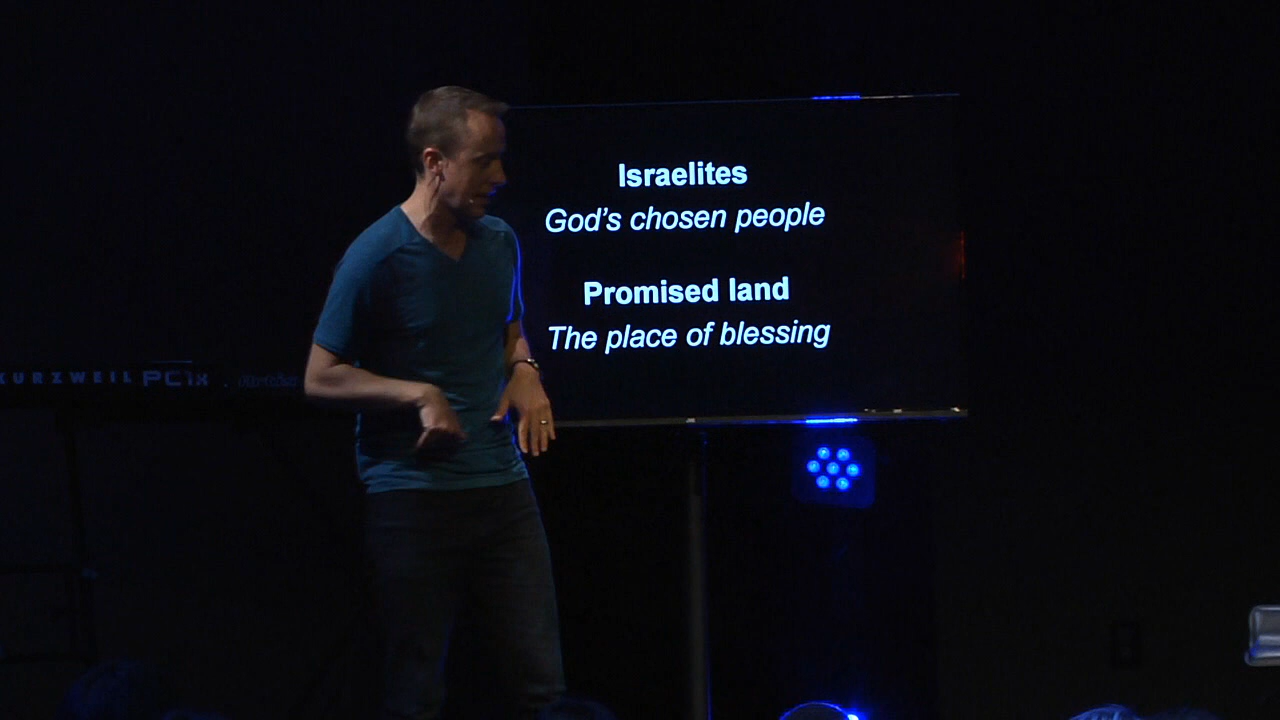 Israelites
God's chosen people
Promised land
The place of blessing
KURZWEIL PC1x